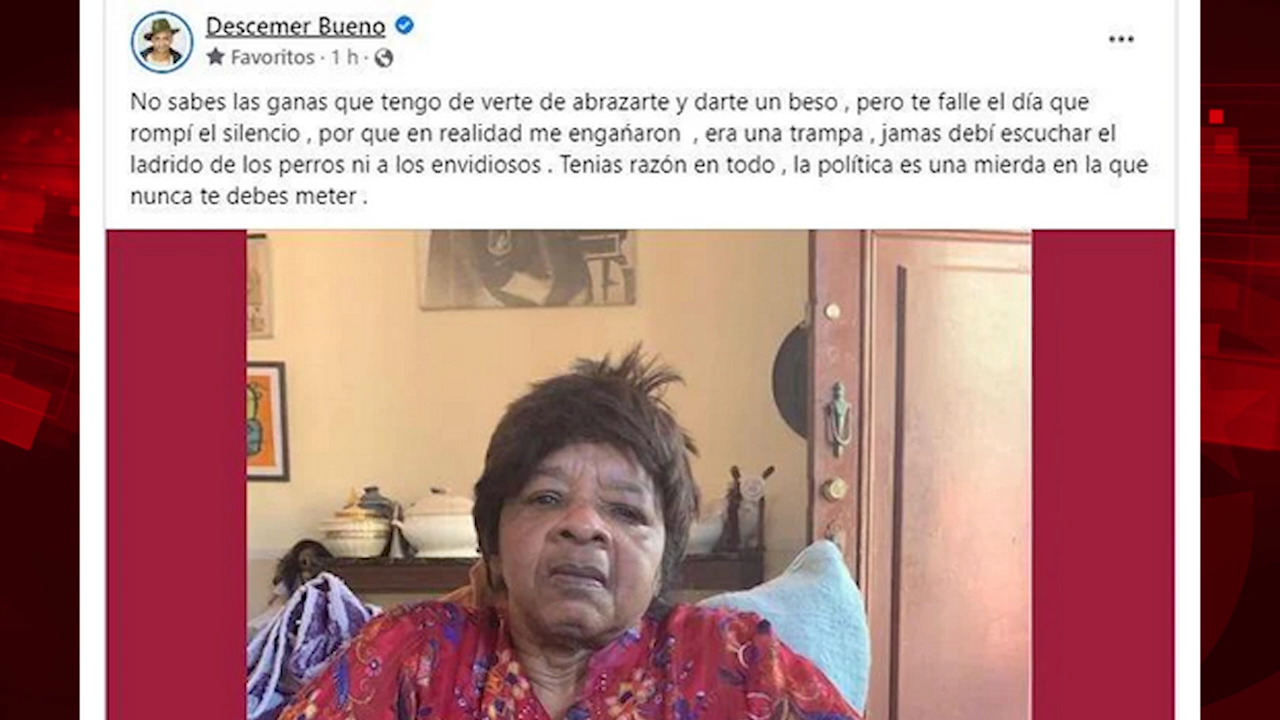 Descemer Bueno
Favoritos · 1 h ·
No sabes las ganas que tengo de verte de abrazarte y darte un beso , pero te falle el día que
rompí el silencio , por que en realidad me engañaron , era una trampa , jamas debí escuchar el
ladrido de los perros ni a los envidiosos . Tenias razón en todo , la política es una mierda en la que
nunca te debes meter .